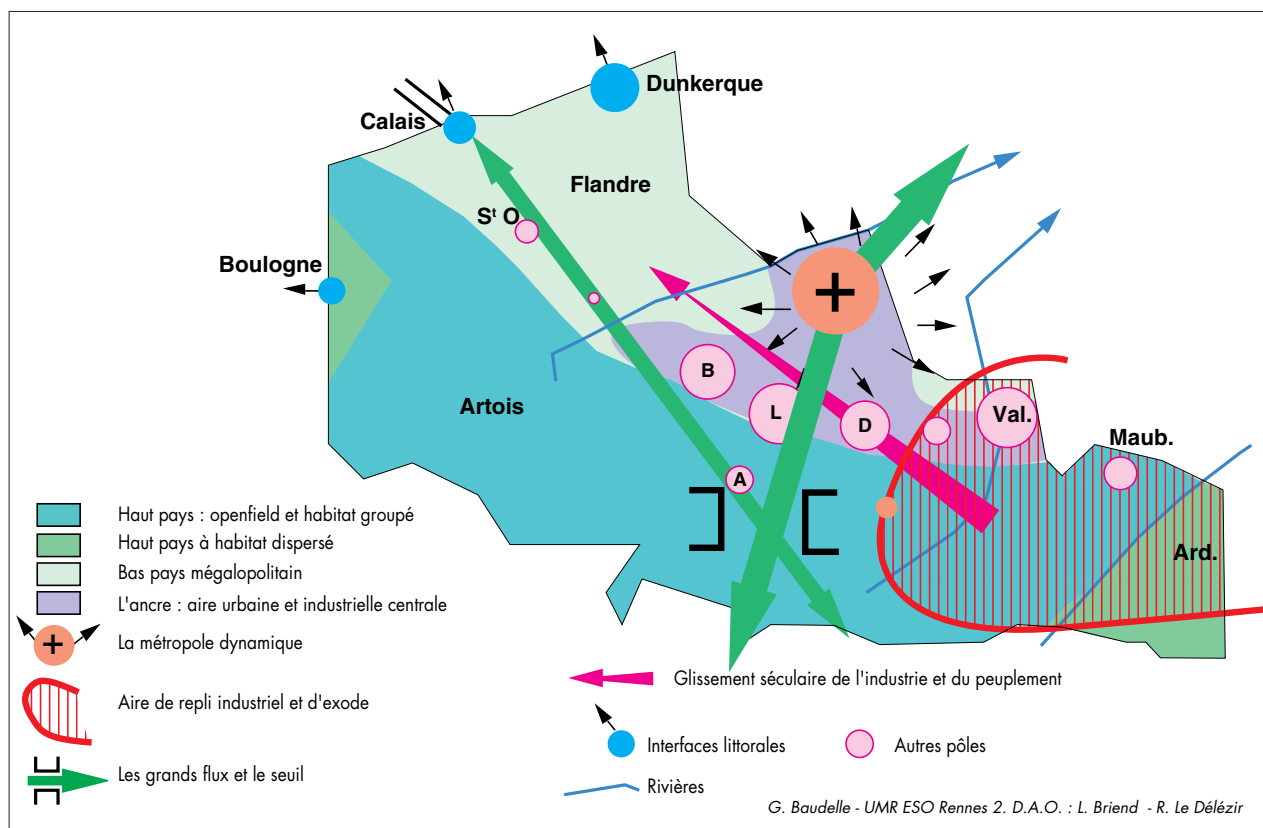 Dunkerque
Calais
Flandre
Sᵗ O
Boulogne
+
B
Artois
L
D
Val.
Maub.
A
Ard.
Haut pays : openfield et habitat groupé
Haut pays à habitat dispersé
Bas pays mégalopolitain
L'ancre : aire urbaine et industrielle centrale
+
La métropole dynamique
Aire de repli industriel et d'exode
Les grands flux et le seuil
Glissement séculaire de l'industrie et du peuplement
Interfaces littorales
Autres pôles
Rivières
G. Baudelle - UMR ESO Rennes 2. D.A.O. : L. Briend - R. Le Délézir